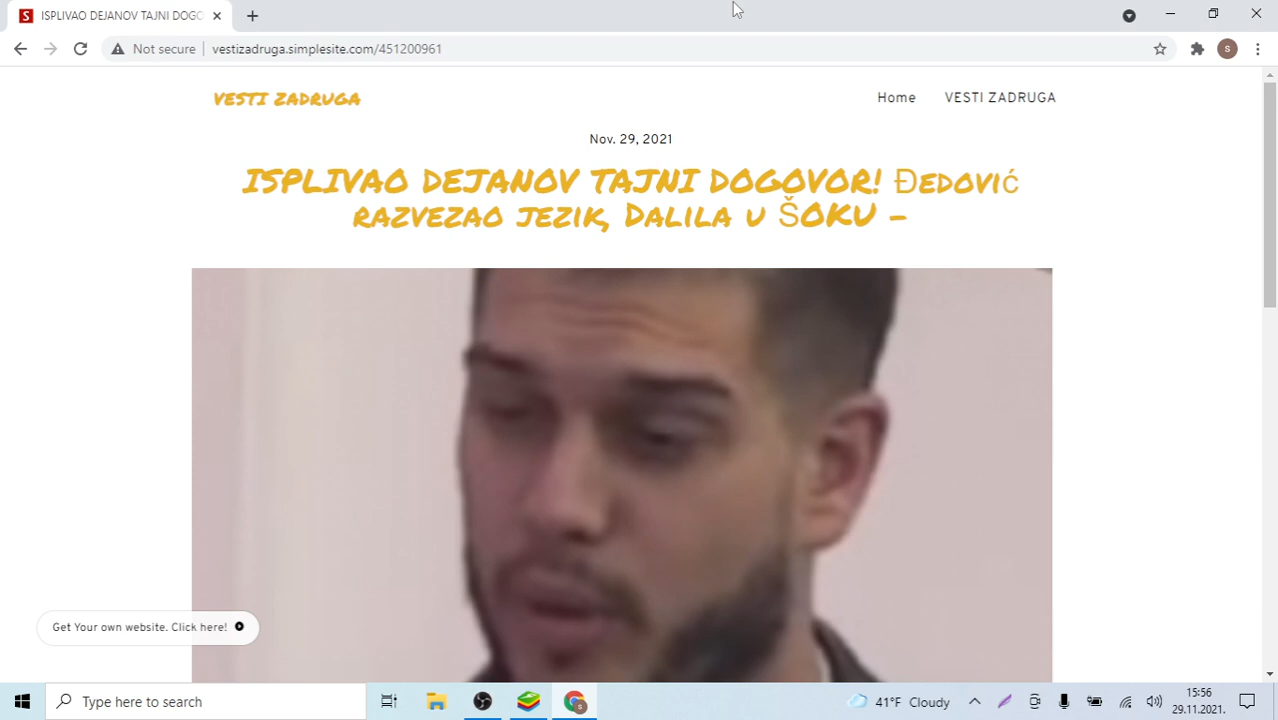 ISPLIVAO DEJANOV TAJNI DOGO
Not secure
vestizadruga.simplesite.com/451200961
S
VESTI ZADRUGA
Home
VESTI ZADRUGA
Nov. 29, 2021
ISPLIVAO DEJANOV TAJNI DOGOVOR! Đedović
razvezao jezik, Dalila u ŠOKU -
Get Your own website. Click here!
Type here to search
41°F Cloudy
15:56
29.11.2021.